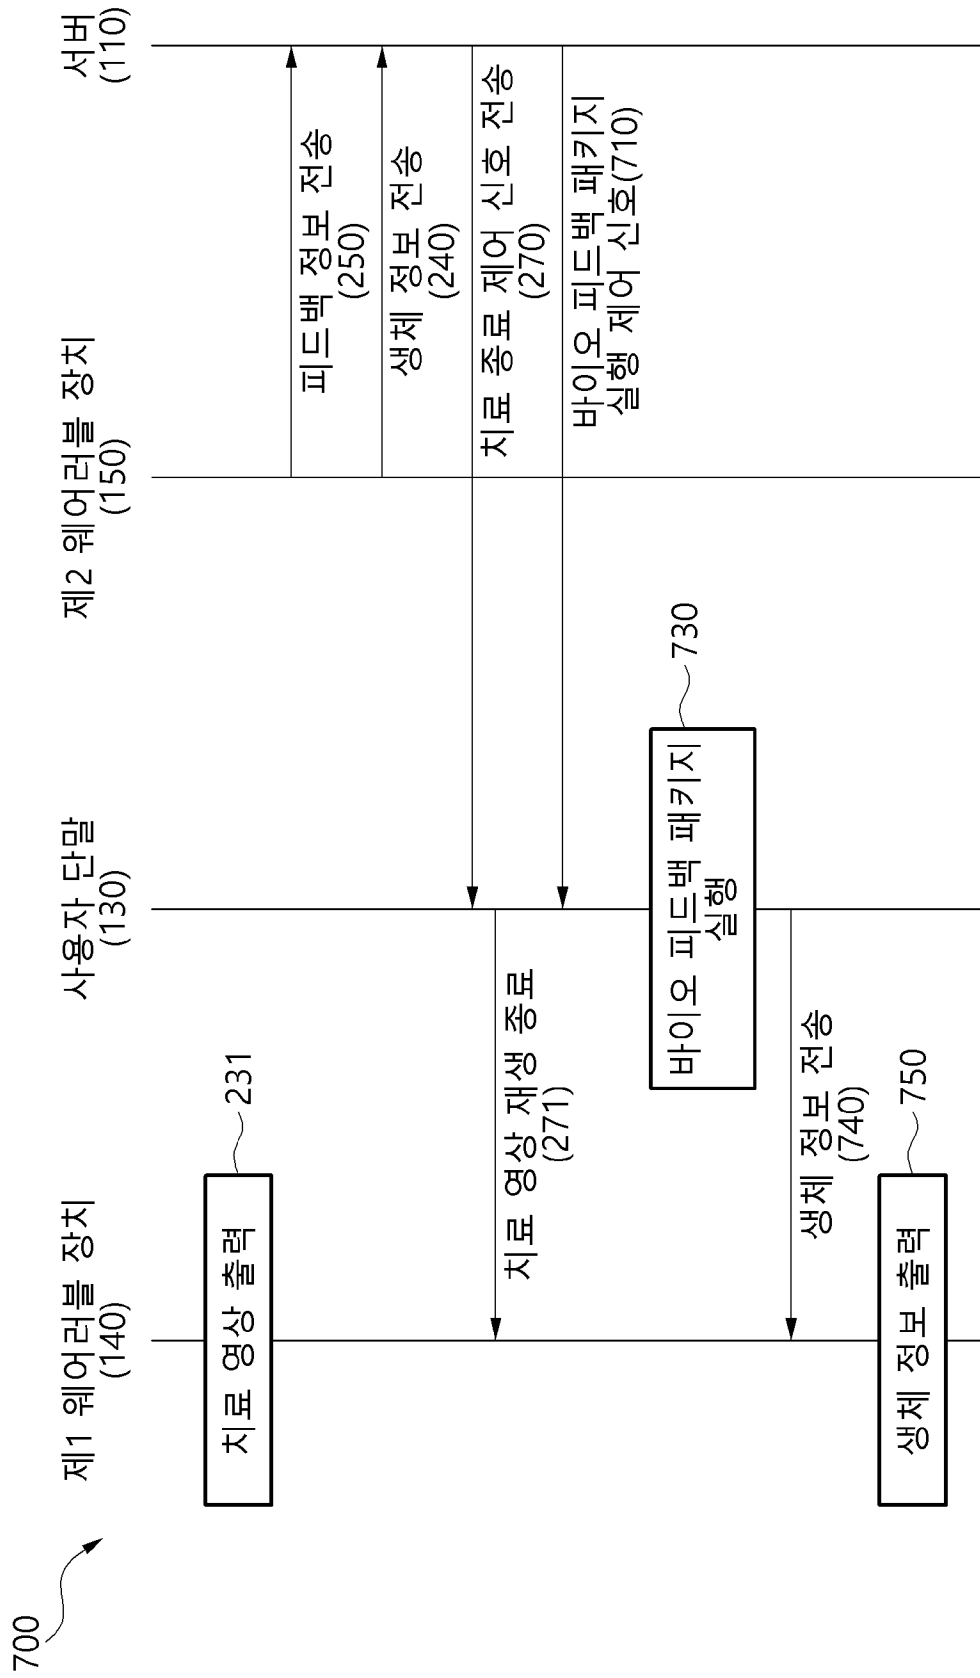 700
제1 웨어러블 장치
(140)
사용자 단말
(130)
제2 웨어러블 장치
(150)
서버
(110)
치료 영상 출력
231
피드백 정보 전송
(250)
생체 정보 전송
(240)
치료 종료 제어 신호 전송
(270)
치료 영상 재생 종료
(271)
바이오 피드백 패키지
실행 제어 신호(710)
바이오 피드백 패키지
실행
730
생체 정보 전송
(740)
생체 정보 출력
750